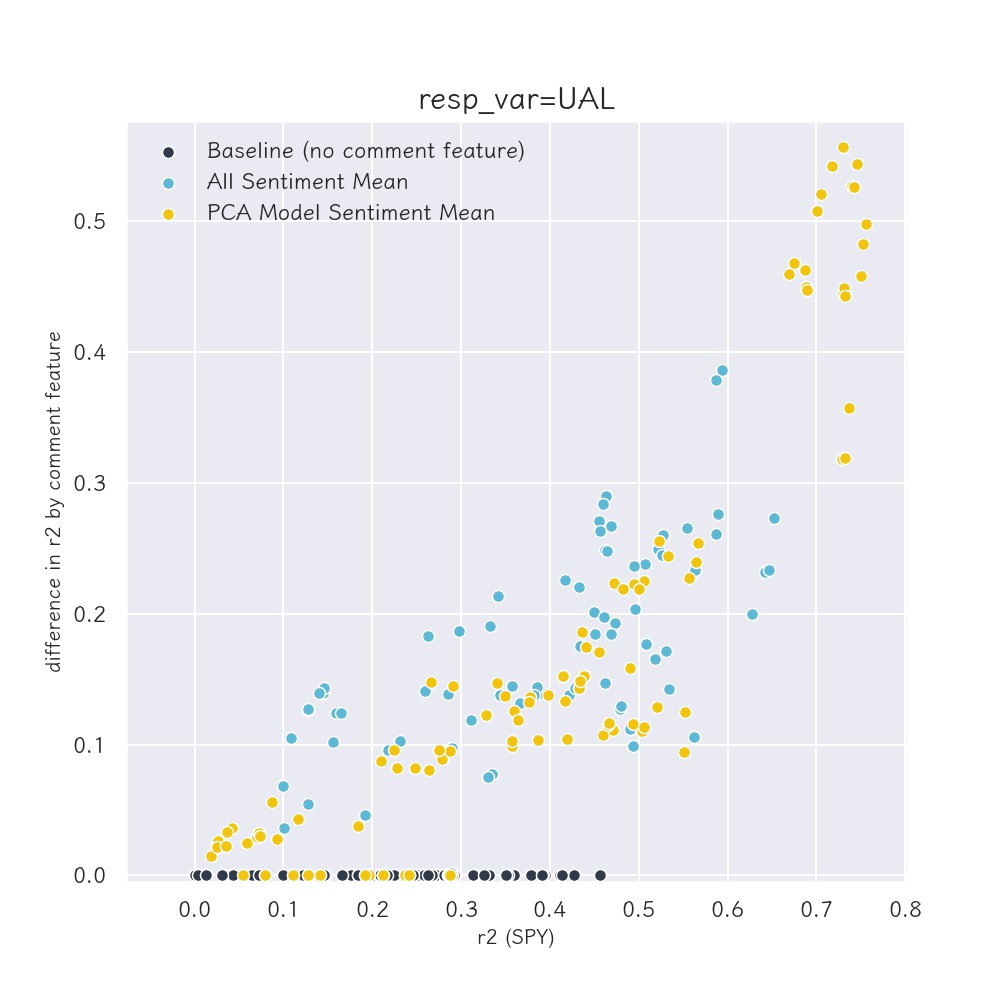 resp_var=UAL
Baseline (no comment feature)
All Sentiment Mean
PCA Model Sentiment Mean
difference in r2 by comment feature
0.5
0.4
0.3
0.2
0.1
0.0
0.0 0.1 0.2 0.3 0.4 0.5 0.6 0.7 0.8
r2 (SPY)